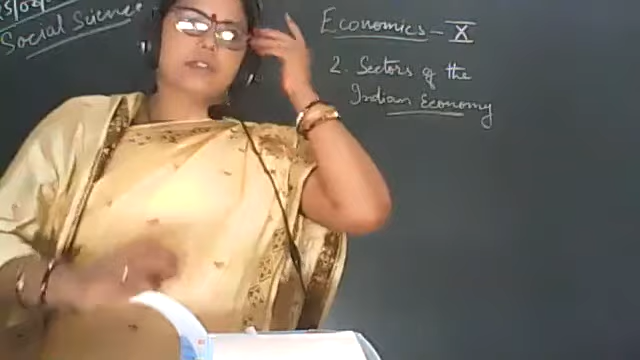 Social Science
Economics - X
2. Sectors of the
Indian Economy